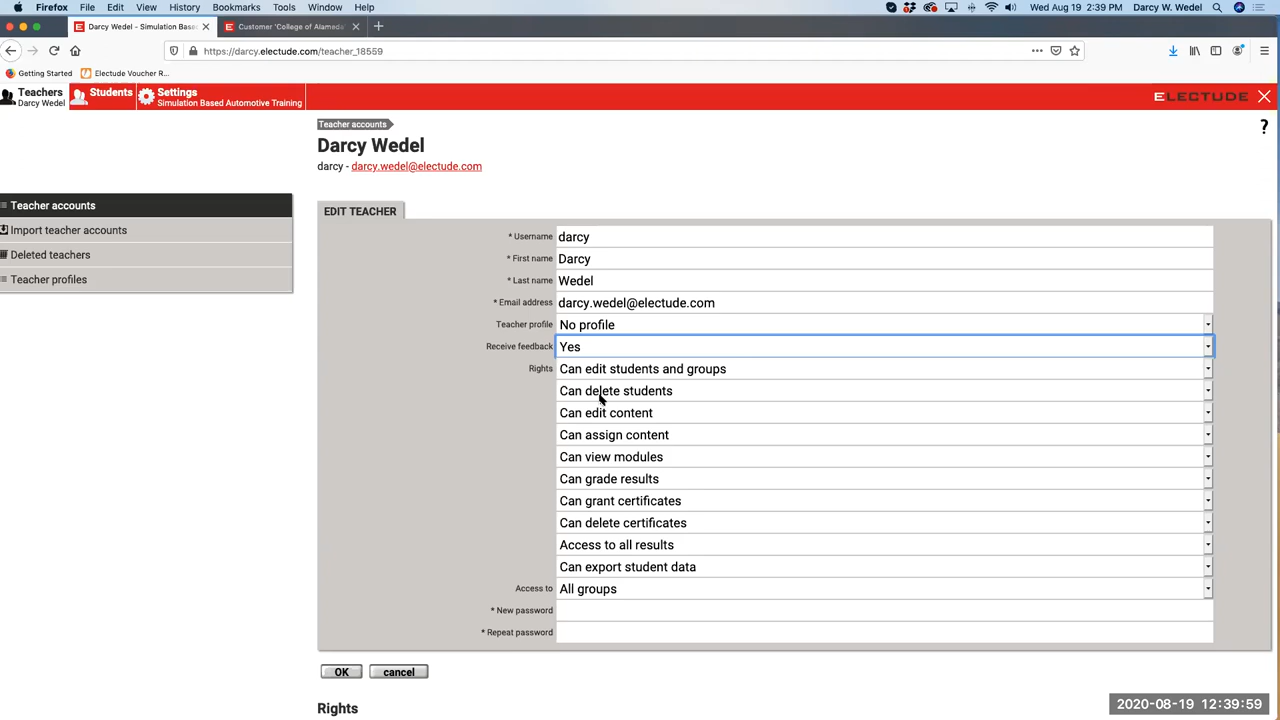 Firefox File Edit View History Bookmarks Tools Window Help Wed Aug 19 2:39 PM Darcy W. Wedel
Darcy Wedel - Simulation Base Customer 'College of Alameda'
https://darcy.electude.com/teacher_18559
Getting Started Electude Voucher R...
Teachers
Darcy Wedel
Students
Settings
Simulation Based Automotive Training
ELECTUDE
Teacher accounts
?
Darcy Wedel
darcy - darcy.wedel@electude.com
Teacher accounts
Import teacher accounts
Deleted teachers
Teacher profiles
EDIT TEACHER
* Username darcy
* First name Darcy
* Last name Wedel
* Email address darcy.wedel@electude.com
Teacher profile No profile
Receive feedback Yes
Rights Can edit students and groups
Can delete students
Can edit content
Can assign content
Can view modules
Can grade results
Can grant certificates
Can delete certificates
Access to all results
Can export student data
Access to All groups
* New password
* Repeat password
OK cancel
Rights
2020-08-19 12:39:59